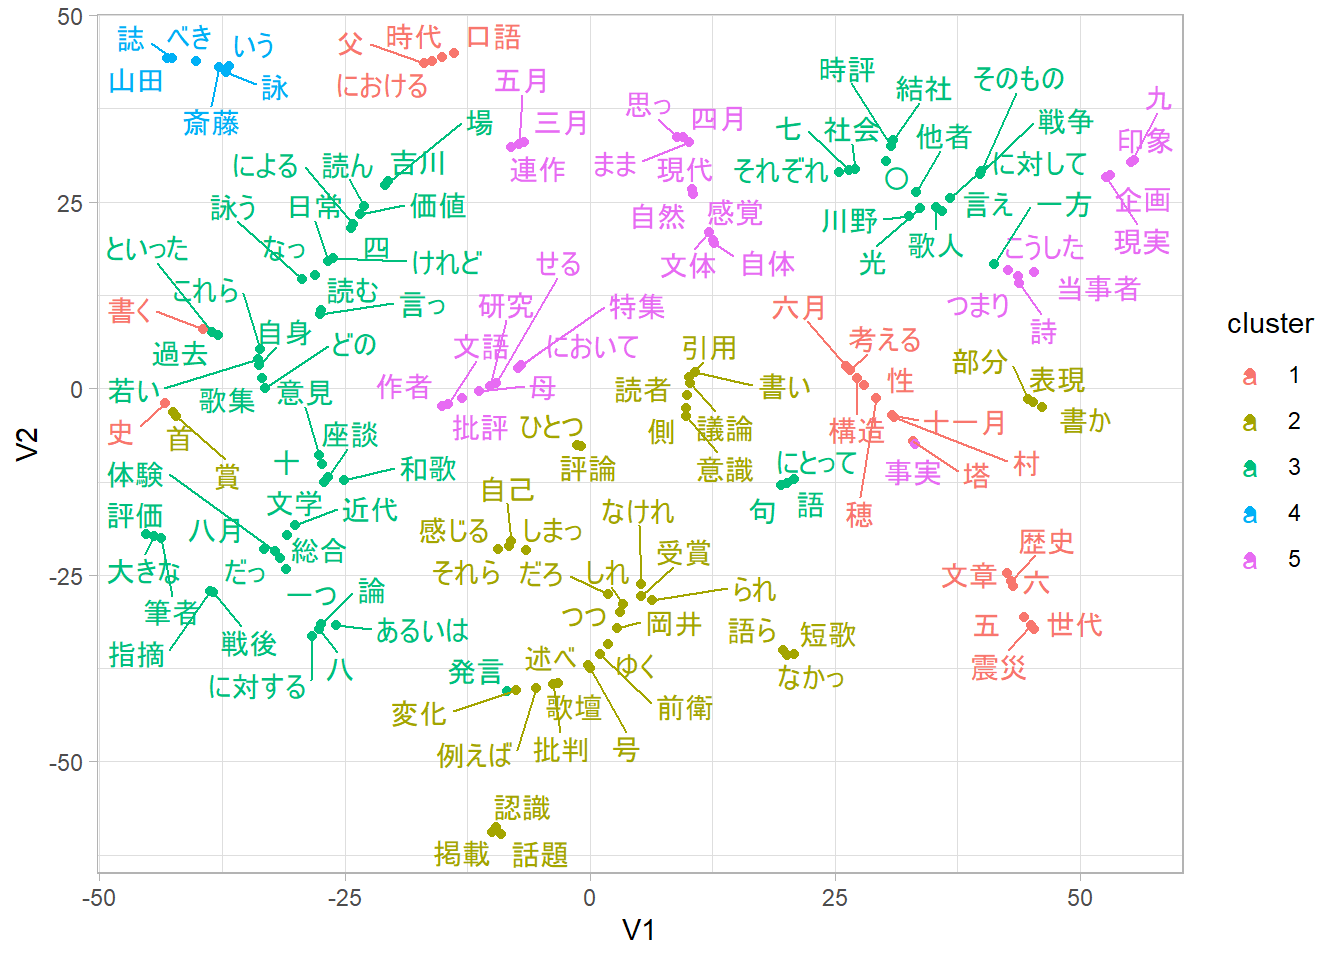 50
25
0
-25
-50
V2
-50
-25
0
25
50
V1
cluster
a 1
a 2
a 3
a 4
a 5
誌
べき
いう
山田
詠
斎藤
父
時代
口語
における
五月
三月
連作
思っ
四月
まま
現代
時評
結社
そのもの
九
印象
七
社会
他者
戦争
それぞれ
〇
に対して
企画
場
による
読ん
吉川
詠う
日常
価値
自然
感覚
川野
歌人
言え
一方
現実
光
といった
なっ
四
けれど
せる
文体
自体
こうした
当事者
つまり
詩
これら
読む
言っ
研究
特集
六月
書く
自身
どの
文語
において
引用
考える
過去
部分
若い
歌集
意見
作者
母
読者
書い
性
表現
史
首
座談
批評
ひとつ
側
議論
構造
十一月
書か
賞
十
評論
意識
事実
塔
村
体験
文学
和歌
自己
にとって
句
語
穂
評価
八月
近代
感じる
しまっ
なけれ
歴史
大きな
だっ
総合
それら
だろ
しれ
受賞
文章
六
筆者
一つ
論
つつ
岡井
られ
五
世代
指摘
戦後
あるいは
語ら
短歌
震災
に対する
八
発言
述べ
ゆく
なかっ
変化
歌壇
前衛
例えば
批判
号
認識
掲載
話題